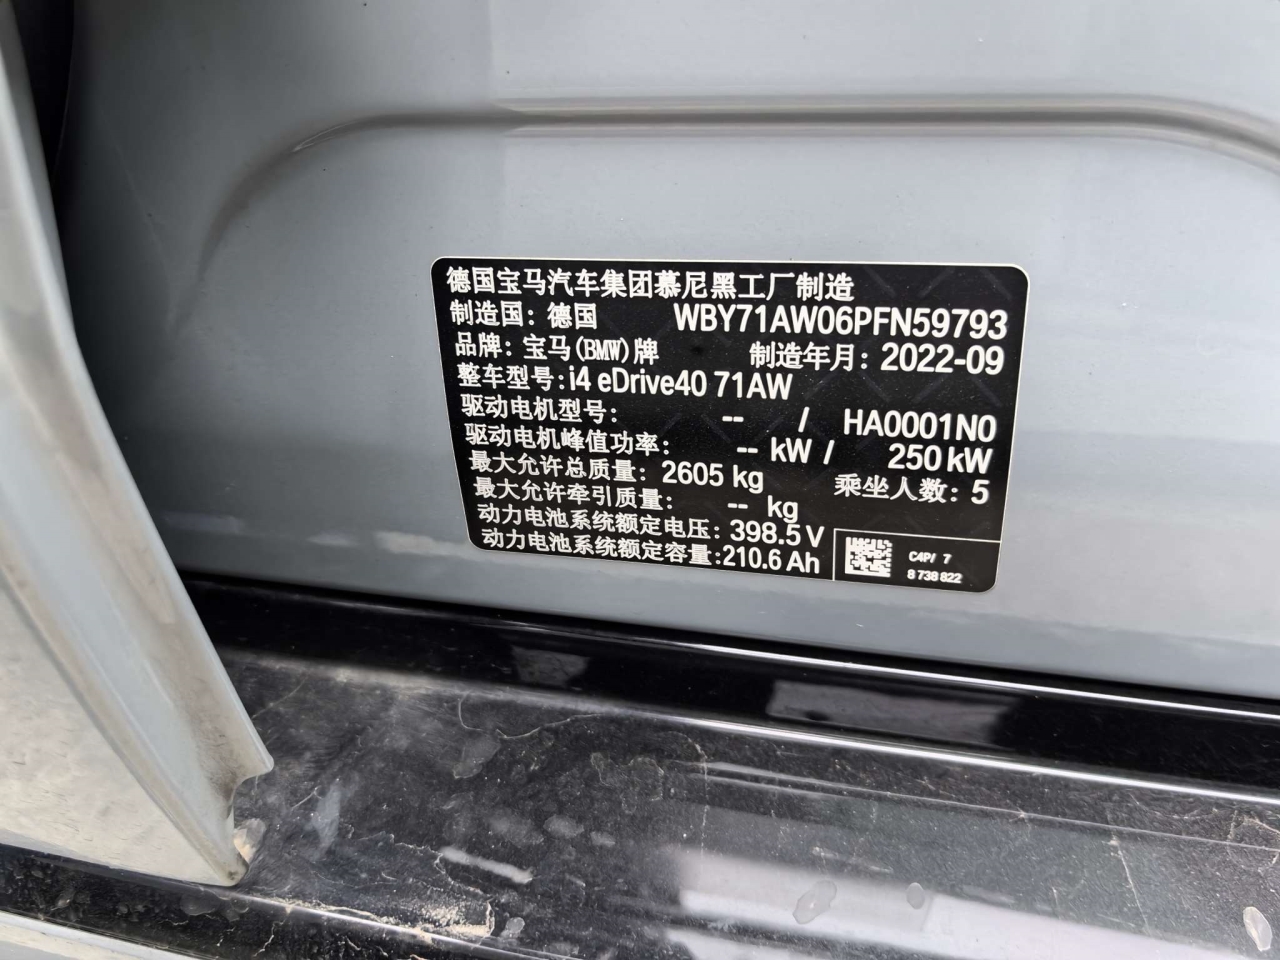 德国宝马汽车集团慕尼黑工厂制造
制造国: 德国 WBY71AW06PFN59793
品牌: 宝马(BMW)牌 制造年月: 2022-09
整车型号: i4 eDrive40 71AW
驱动电机型号: -- / HA0001N0
驱动电机峰值功率: -- kW / 250 kW
最大允许总质量: 2605 kg 乘坐人数: 5
最大允许牵引质量: -- kg
动力电池系统额定电压: 398.5 V
动力电池系统额定容量: 210.6 Ah
C4P/ 7
8 738 822